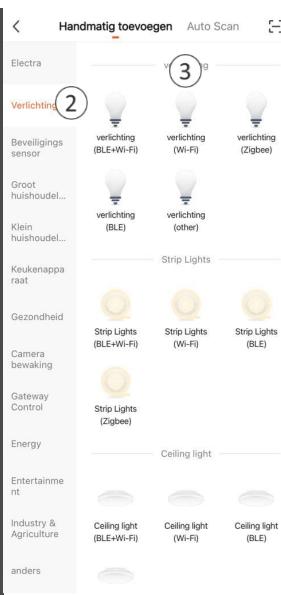 Handmatig toevoegen Auto Scan
Electra
Verlichting
2
3
verlichting
(BLE+Wi-Fi)
verlichting
(Wi-Fi)
verlichting
(Zigbee)
verlichting
(BLE)
verlichting
(other)
Beveiligings
sensor
Groot
huishoudel...
Klein
huishoudel...
Keukenappa
raat
Gezondheid
Camera
bewaking
Gateway
Control
Energy
Entertainme
nt
Industry &
Agriculture
anders
Strip Lights
Strip Lights
(BLE+Wi-Fi)
Strip Lights
(Wi-Fi)
Strip Lights
(BLE)
Strip Lights
(Zigbee)
Ceiling light
Ceiling light
(BLE+Wi-Fi)
Ceiling light
(Wi-Fi)
Ceiling light
(BLE)